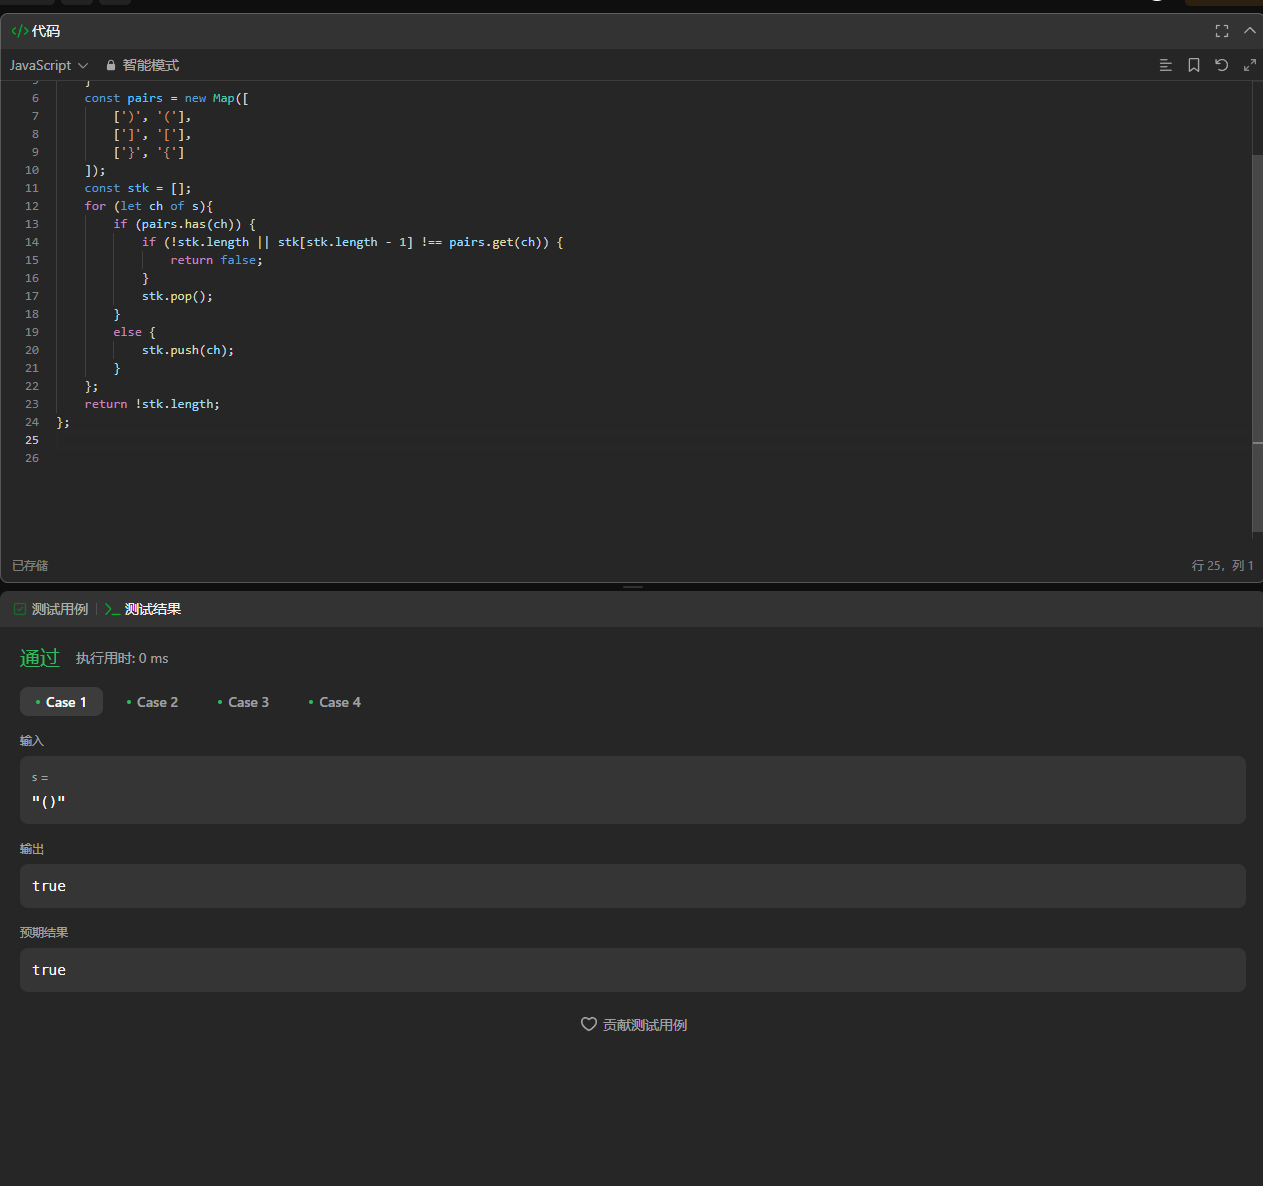 </> 代码
JavaScript 智能模式
6 const pairs = new Map([
7 [')', '('],
8 [']', '['],
9 ['}', '{']
10 ]);
11 const stk = [];
12 for (let ch of s){
13 if (pairs.has(ch)) {
14 if (!stk.length || stk[stk.length - 1] !== pairs.get(ch)) {
15 return false;
16 }
17 stk.pop();
18 }
19 else {
20 stk.push(ch);
21 }
22 };
23 return !stk.length;
24 };
25
26
已存储 行 25, 列 1
测试用例 >_ 测试结果
通过 执行用时: 0 ms
Case 1 Case 2 Case 3 Case 4
输入
s =
"()"
输出
true
预期结果
true
贡献测试用例